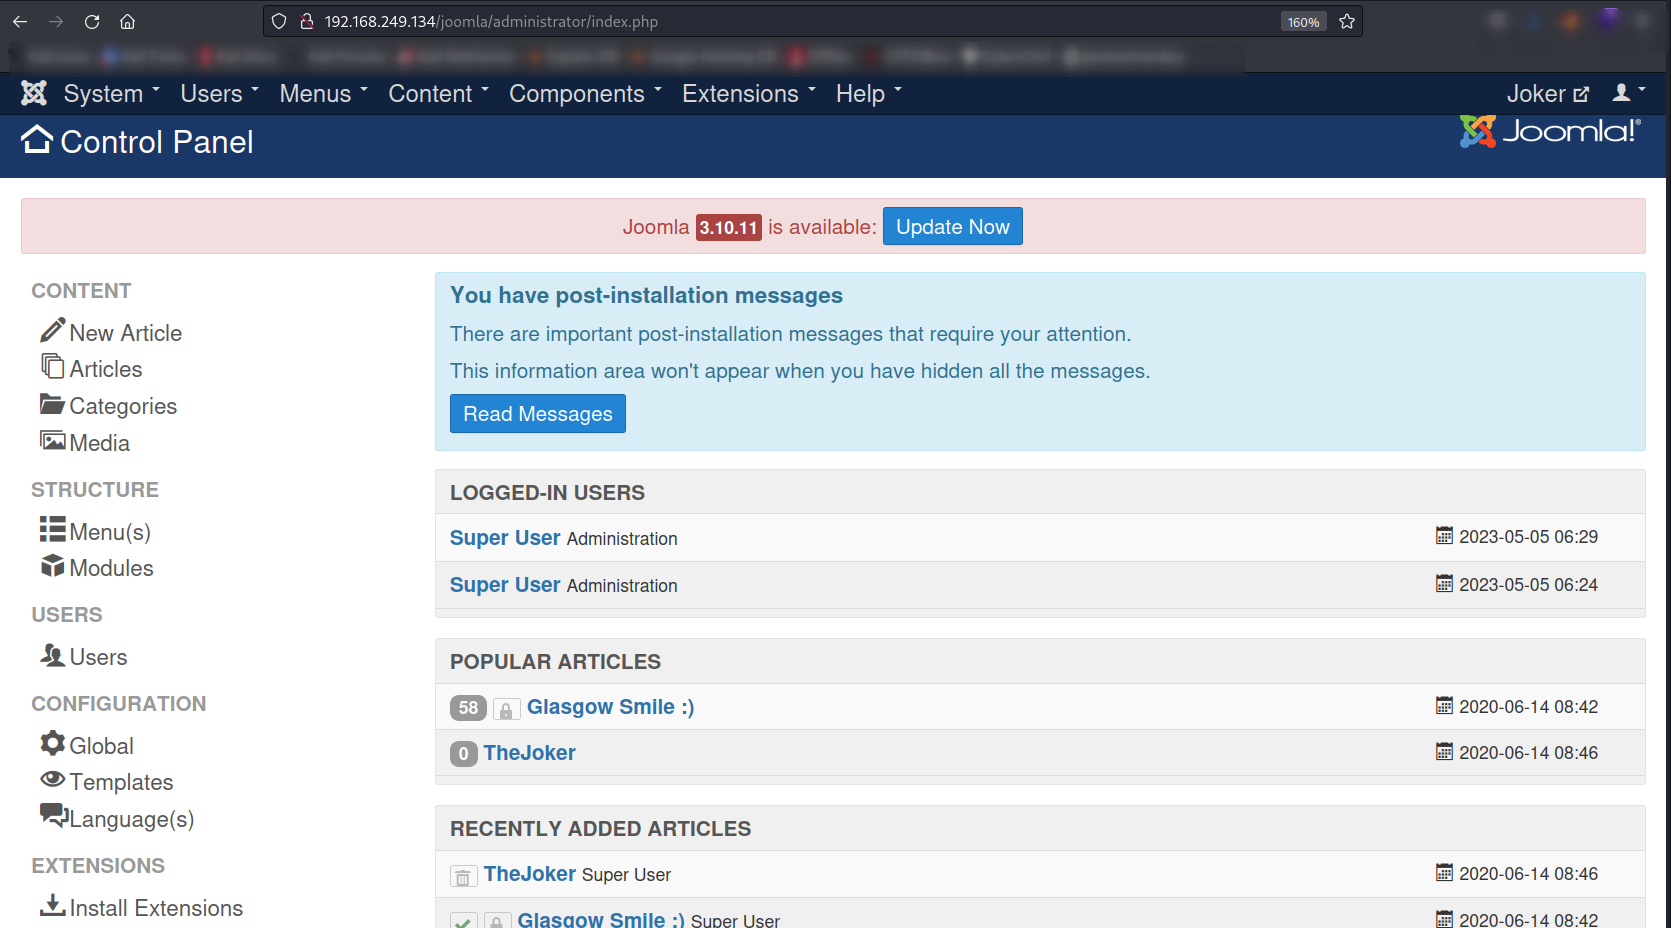 192.168.249.134/joomla/administrator/index.php 160%
System Users Menus Content Components Extensions Help Joker
Control Panel Joomla!®
Joomla 3.10.11 is available: Update Now
CONTENT
New Article
Articles
Categories
Media
STRUCTURE
Menu(s)
Modules
USERS
Users
CONFIGURATION
Global
Templates
Language(s)
EXTENSIONS
Install Extensions
You have post-installation messages
There are important post-installation messages that require your attention.
This information area won't appear when you have hidden all the messages.
Read Messages
LOGGED-IN USERS
Super User Administration 2023-05-05 06:29
Super User Administration 2023-05-05 06:24
POPULAR ARTICLES
58 Glasgow Smile :) 2020-06-14 08:42
0 TheJoker 2020-06-14 08:46
RECENTLY ADDED ARTICLES
TheJoker Super User 2020-06-14 08:46
Glasgow Smile :) Super User 2020-06-14 08:42